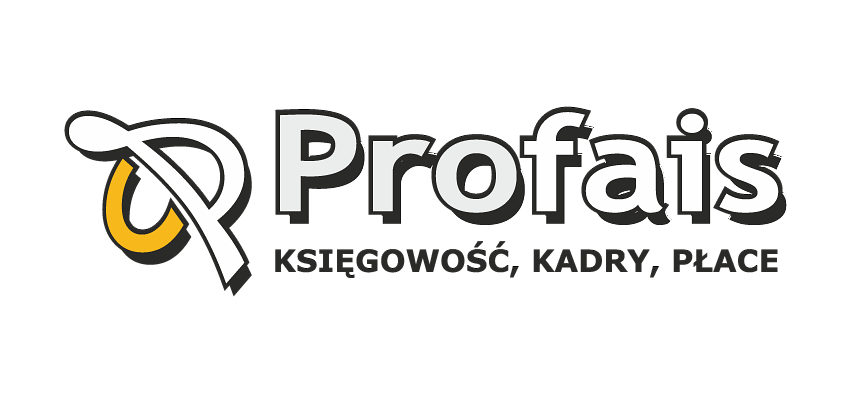 Profais
KSIĘGOWOŚĆ, KADRY, PŁACE